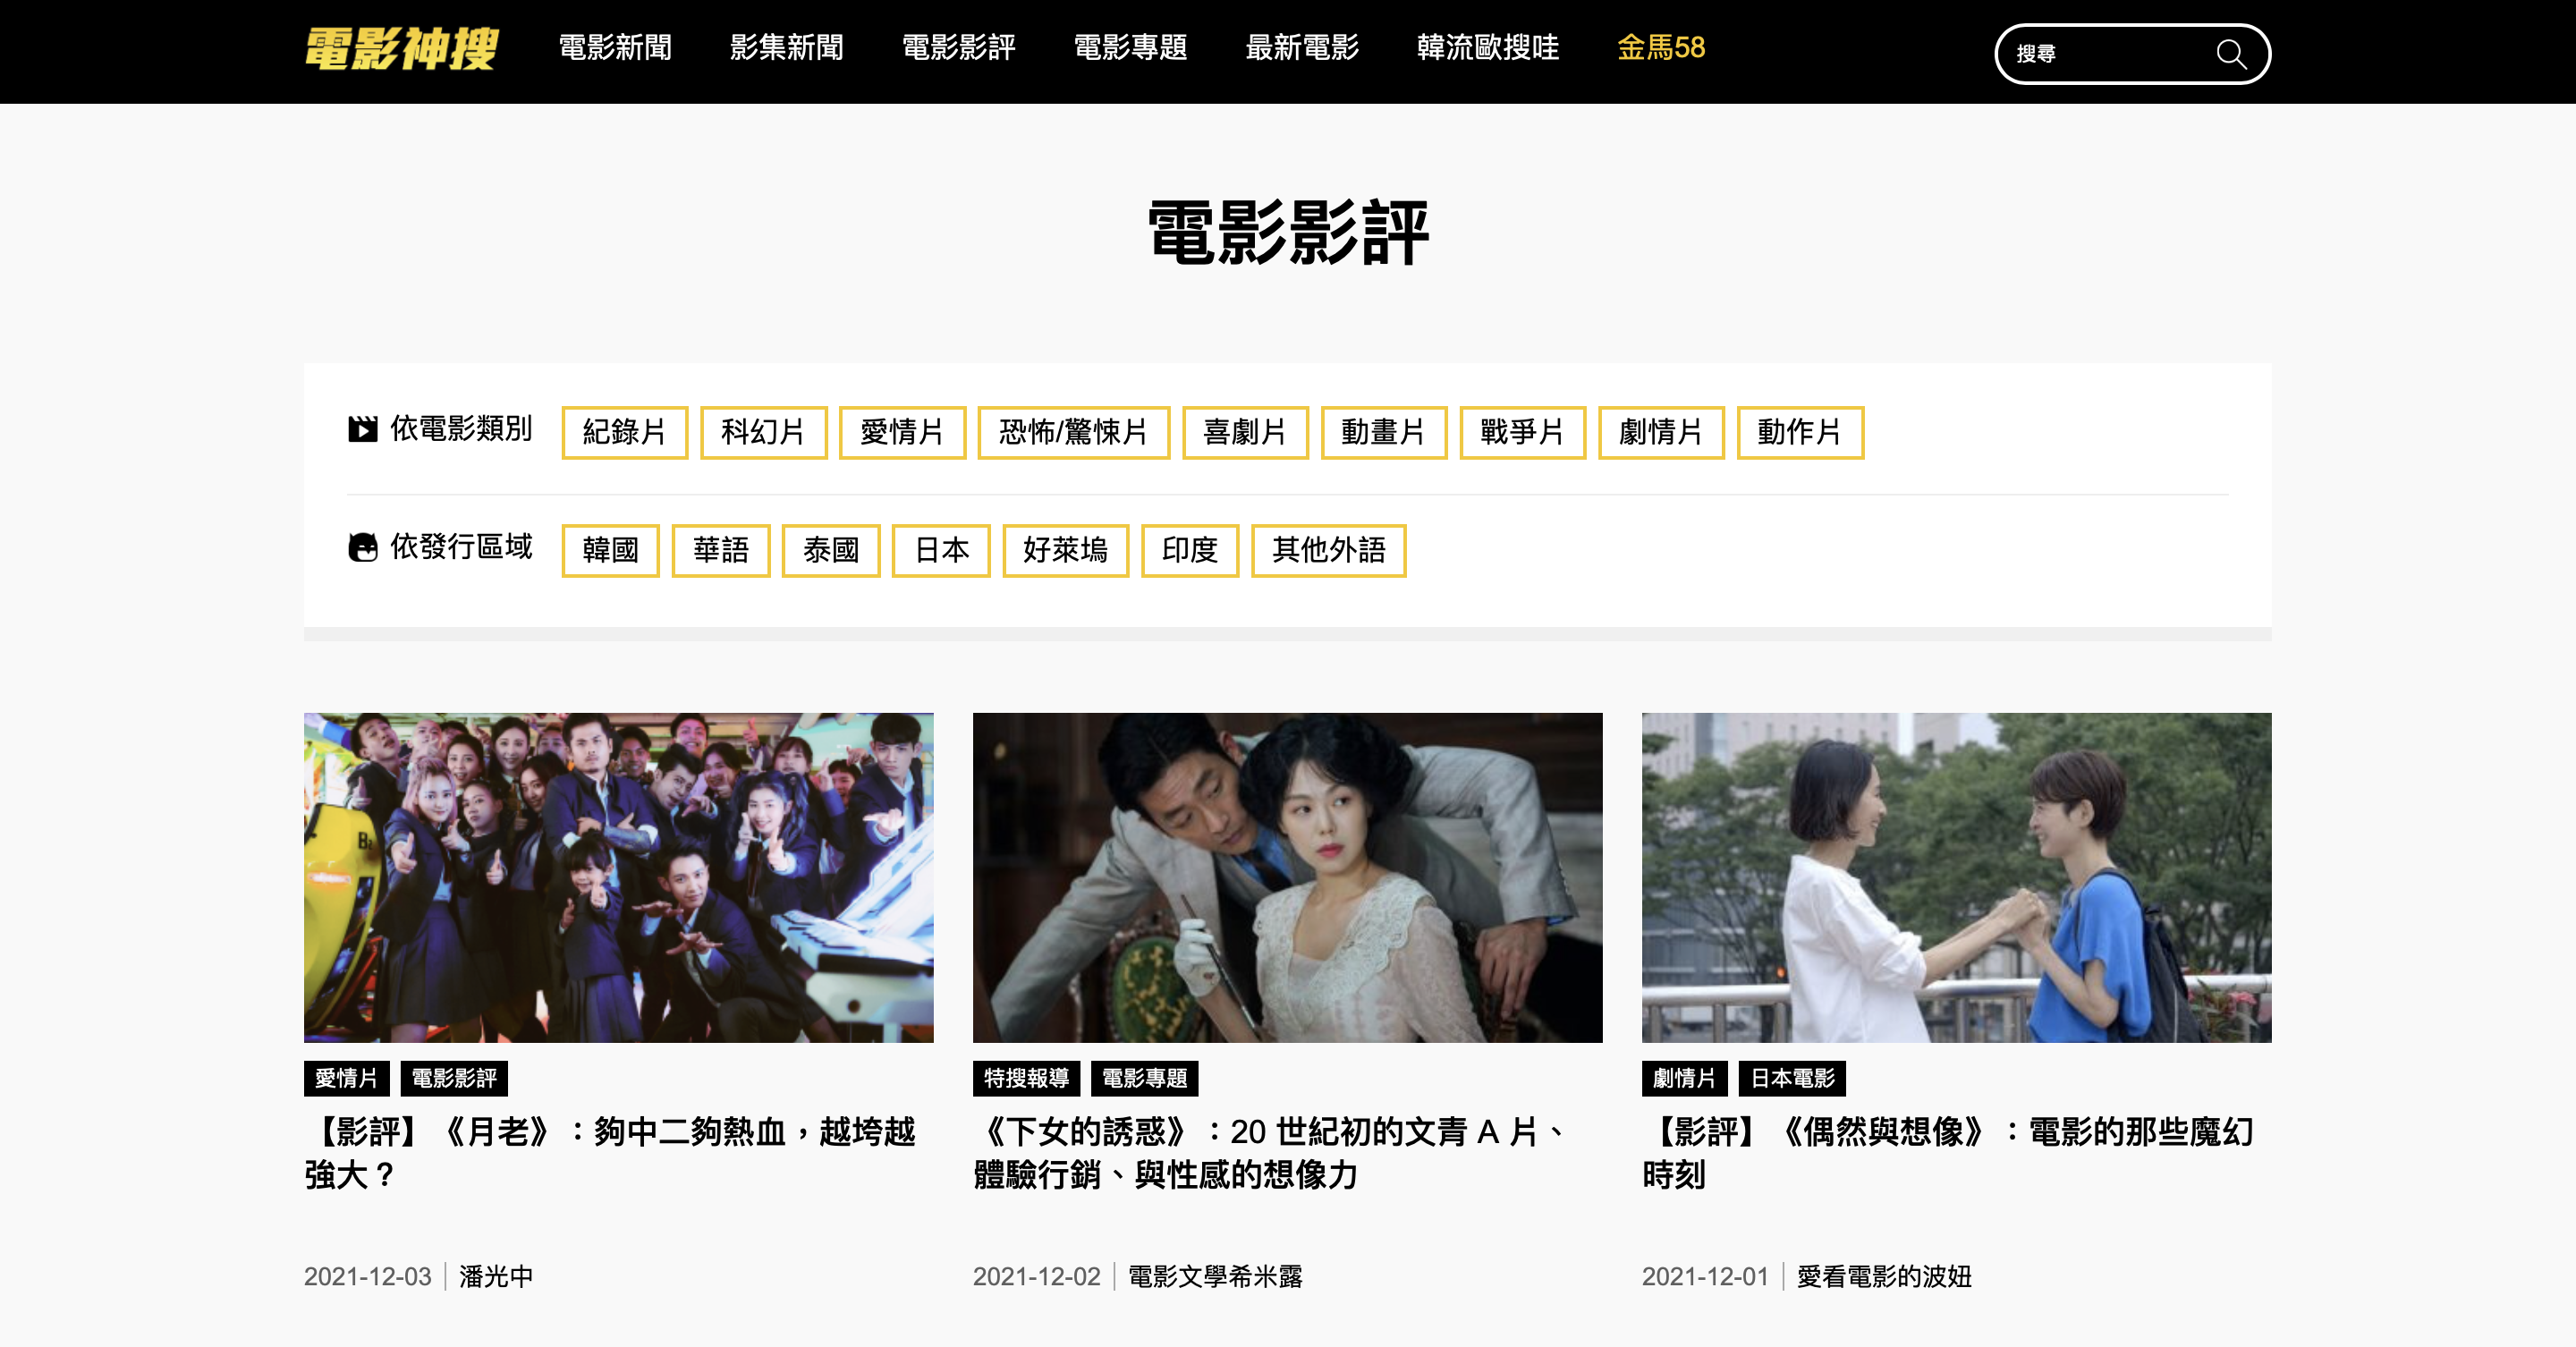 電影神搜
電影新聞
影集新聞
電影影評
電影專題
最新電影
韓流歐搜哇
金馬58
搜尋
電影影評
依電影類別
紀錄片
科幻片
愛情片
恐怖/驚悚片
喜劇片
動畫片
戰爭片
劇情片
動作片
依發行區域
韓國
華語
泰國
日本
好萊塢
印度
其他外語
愛情片
電影影評
【影評】《月老》：夠中二夠熱血，越垮越
強大？
2021-12-03
潘光中
特搜報導
電影專題
《下女的誘惑》：20 世紀初的文青 A 片、
體驗行銷、與性感的想像力
2021-12-02
電影文學希米露
劇情片
日本電影
【影評】《偶然與想像》：電影的那些魔幻
時刻
2021-12-01
愛看電影的波妞